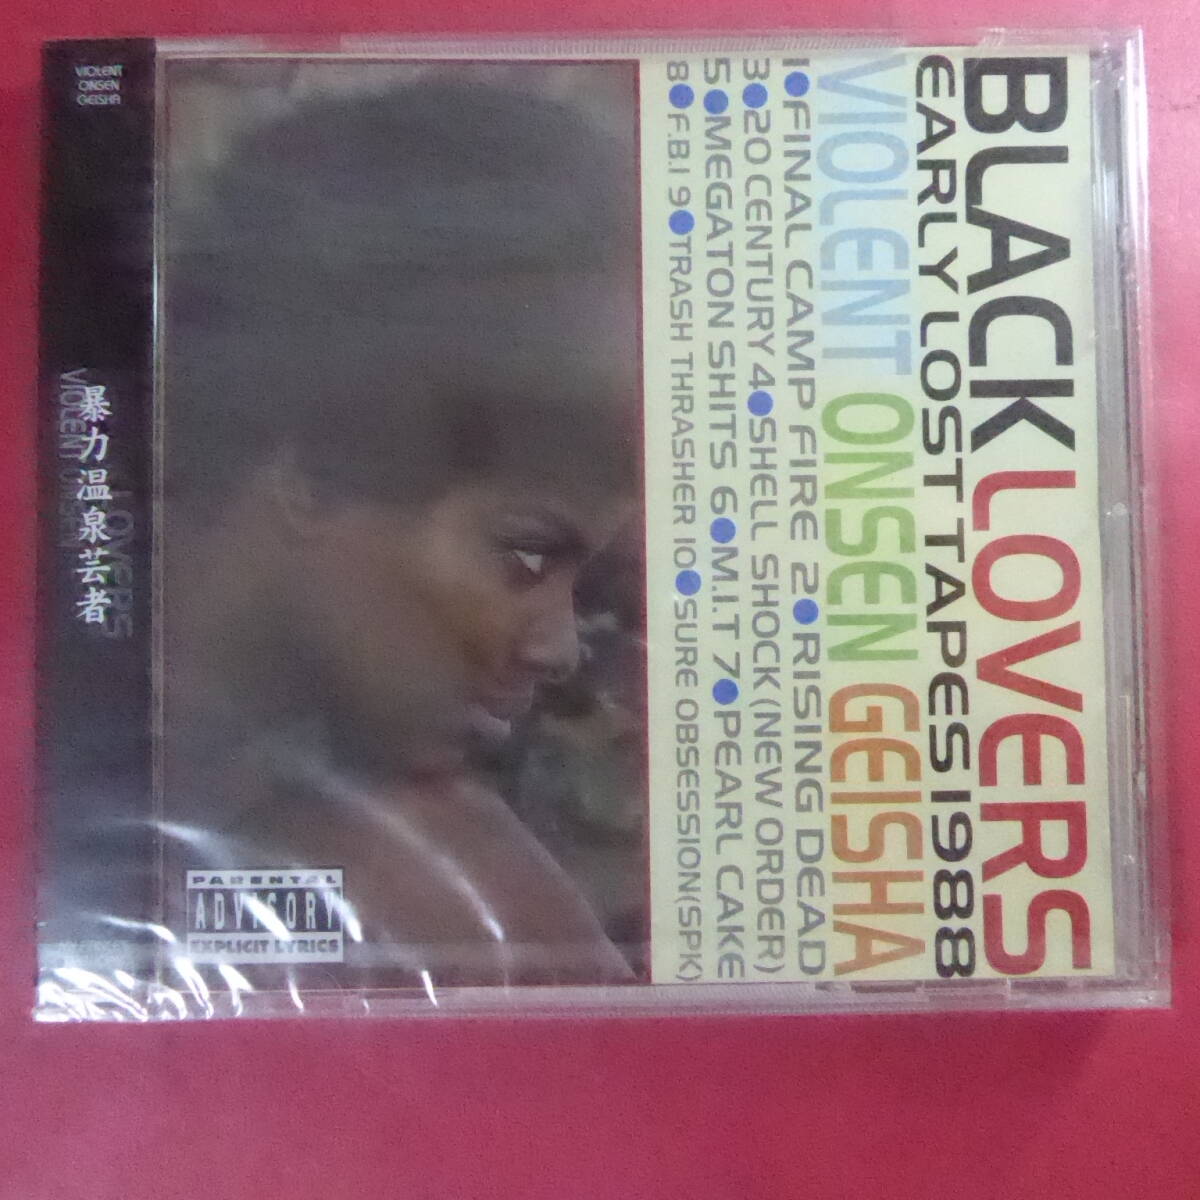 VIOLENT
ONSEN
GEISHA
暴力温泉芸者
BLACK LOVERS
EARLY LOST TAPES 1988
VIOLENT ONSEN GEISHA
1●FINAL CAMP FIRE 2●RISING DEAD
3●20 CENTURY 4●SHELL SHOCK (NEW ORDER)
5●MEGATON SHITS 6●M.I.T 7●PEARL CAKE
8●F.B.I 9●TRASH THRASHER 10●SURE OBSESSION(SPK)
PARENTAL
ADVISORY
EXPLICIT LYRICS
VIOLENT ONSEN
LOVERS